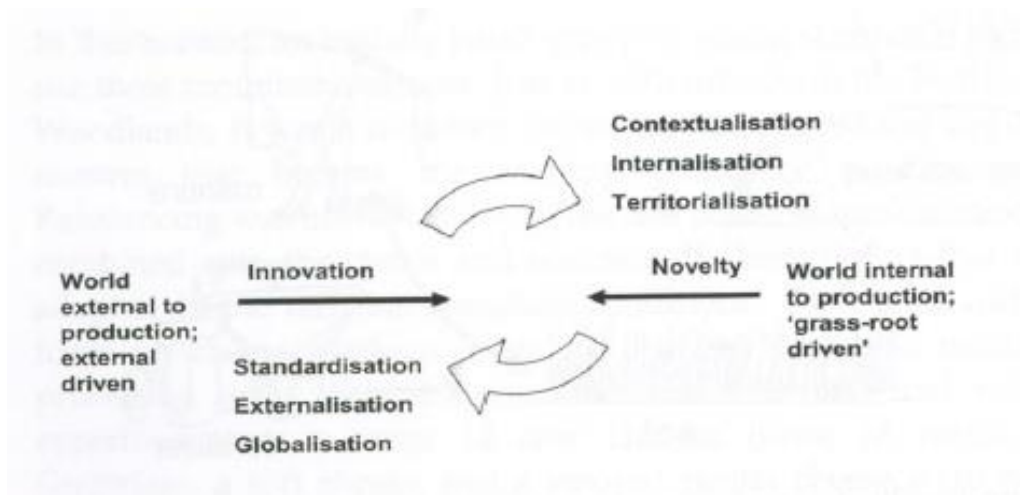 Contextualisation
Internalisation
Territorialisation
Innovation
Novelty
World
external to
production;
external
driven
World internal
to production;
'grass-root
driven'
Standardisation
Externalisation
Globalisation